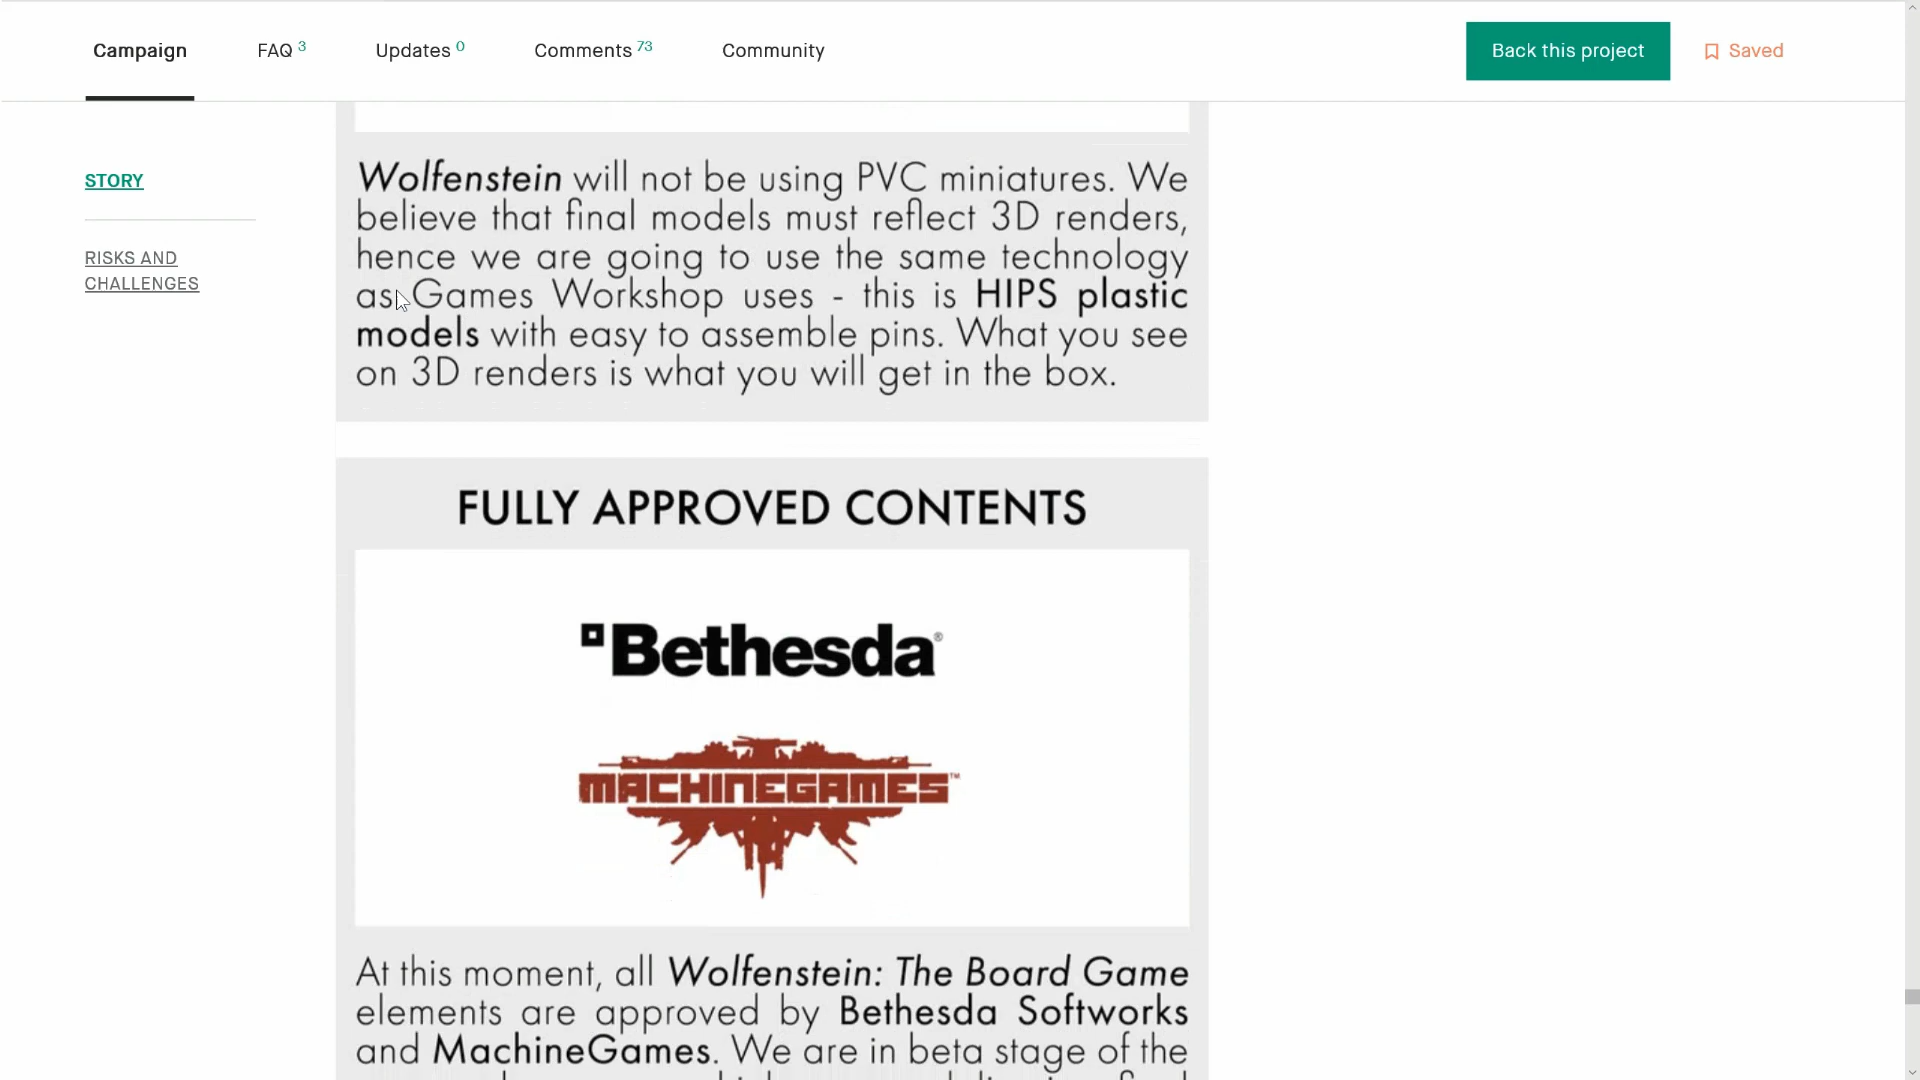 Campaign FAQ 3 Updates 0 Comments 73 Community Back this project Saved
STORY
RISKS AND
CHALLENGES
Wolfenstein will not be using PVC miniatures. We
believe that final models must reflect 3D renders,
hence we are going to use the same technology
as Games Workshop uses - this is HIPS plastic
models with easy to assemble pins. What you see
on 3D renders is what you will get in the box.
FULLY APPROVED CONTENTS
Bethesda®
MACHINEGAMES™
At this moment, all Wolfenstein: The Board Game
elements are approved by Bethesda Softworks
and MachineGames. We are in beta stage of the